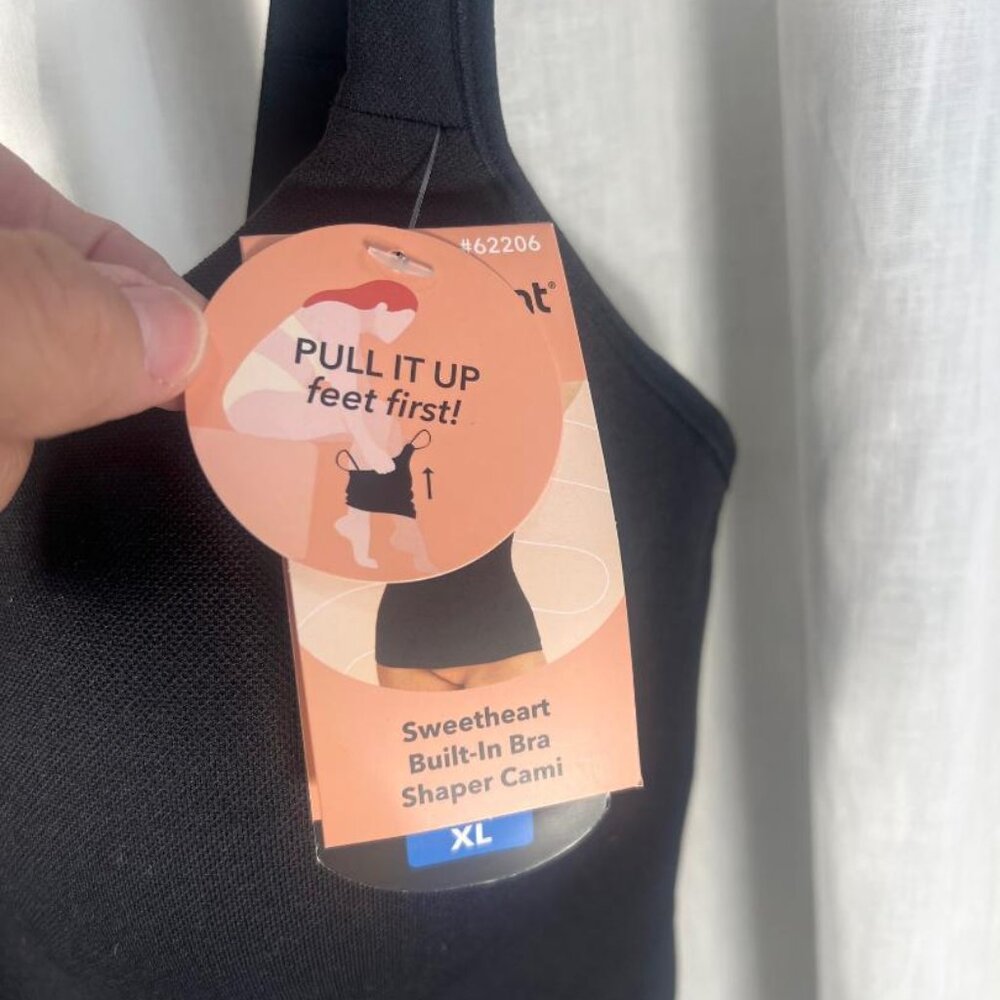 #62206
PULL IT UP
feet first!
Sweetheart
Built-In Bra
Shaper Cami
XL